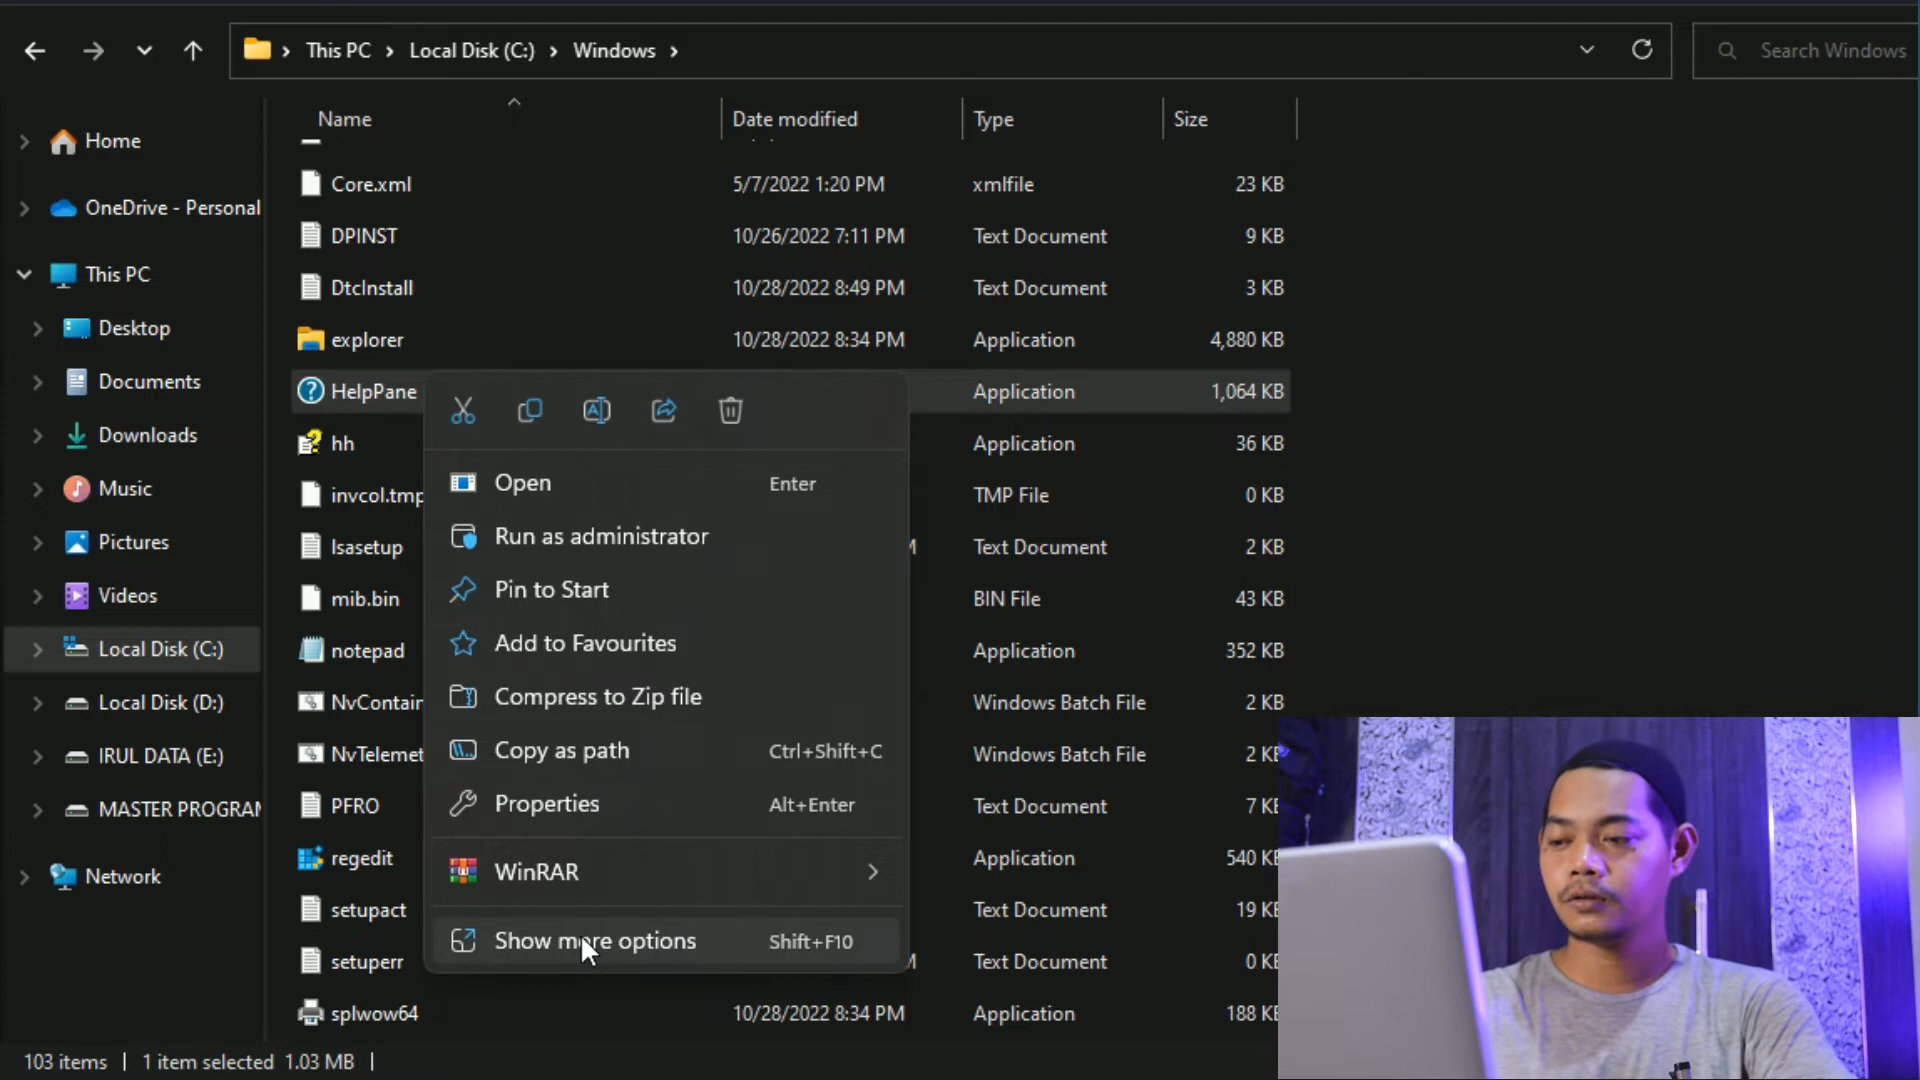 This PC > Local Disk (C:) > Windows >
Search Windows
Name
Date modified
Type
Size
Home
OneDrive - Personal
This PC
Desktop
Documents
Downloads
Music
Pictures
Videos
Local Disk (C:)
Local Disk (D:)
IRUL DATA (E:)
MASTER PROGRAM
Network
Core.xml 5/7/2022 1:20 PM xmlfile 23 KB
DPINST 10/26/2022 7:11 PM Text Document 9 KB
DtcInstall 10/28/2022 8:49 PM Text Document 3 KB
explorer 10/28/2022 8:34 PM Application 4,880 KB
HelpPane Application 1,064 KB
hh Application 36 KB
invcol.tmp TMP File 0 KB
lsasetup M Text Document 2 KB
mib.bin BIN File 43 KB
notepad Application 352 KB
NvContain Windows Batch File 2 KB
NvTelemet Windows Batch File 2 KB
PFRO Text Document 7 KB
regedit Application 540 KB
setupact Text Document 19 KB
setuperr M Text Document 0 KB
splwow64 10/28/2022 8:34 PM Application 188 KB
Open Enter
Run as administrator
Pin to Start
Add to Favourites
Compress to Zip file
Copy as path Ctrl+Shift+C
Properties Alt+Enter
WinRAR
Show more options Shift+F10
103 items | 1 item selected 1.03 MB |